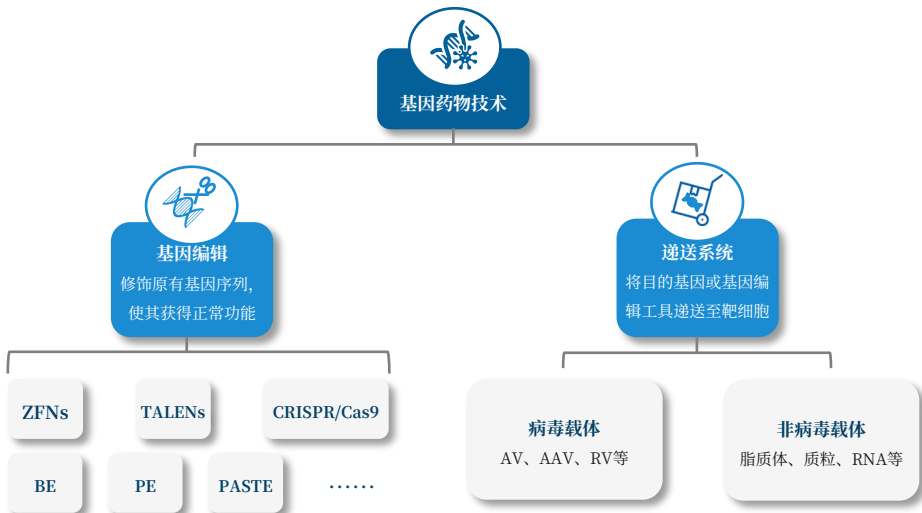 基因药物技术
基因编辑
修饰原有基因序列,
使其获得正常功能
递送系统
将目的基因或基因编
辑工具递送至靶细胞
ZFNs
TALENs
CRISPR/Cas9
BE
PE
PASTE
······
病毒载体
AV、AAV、RV等
非病毒载体
脂质体、质粒、RNA等